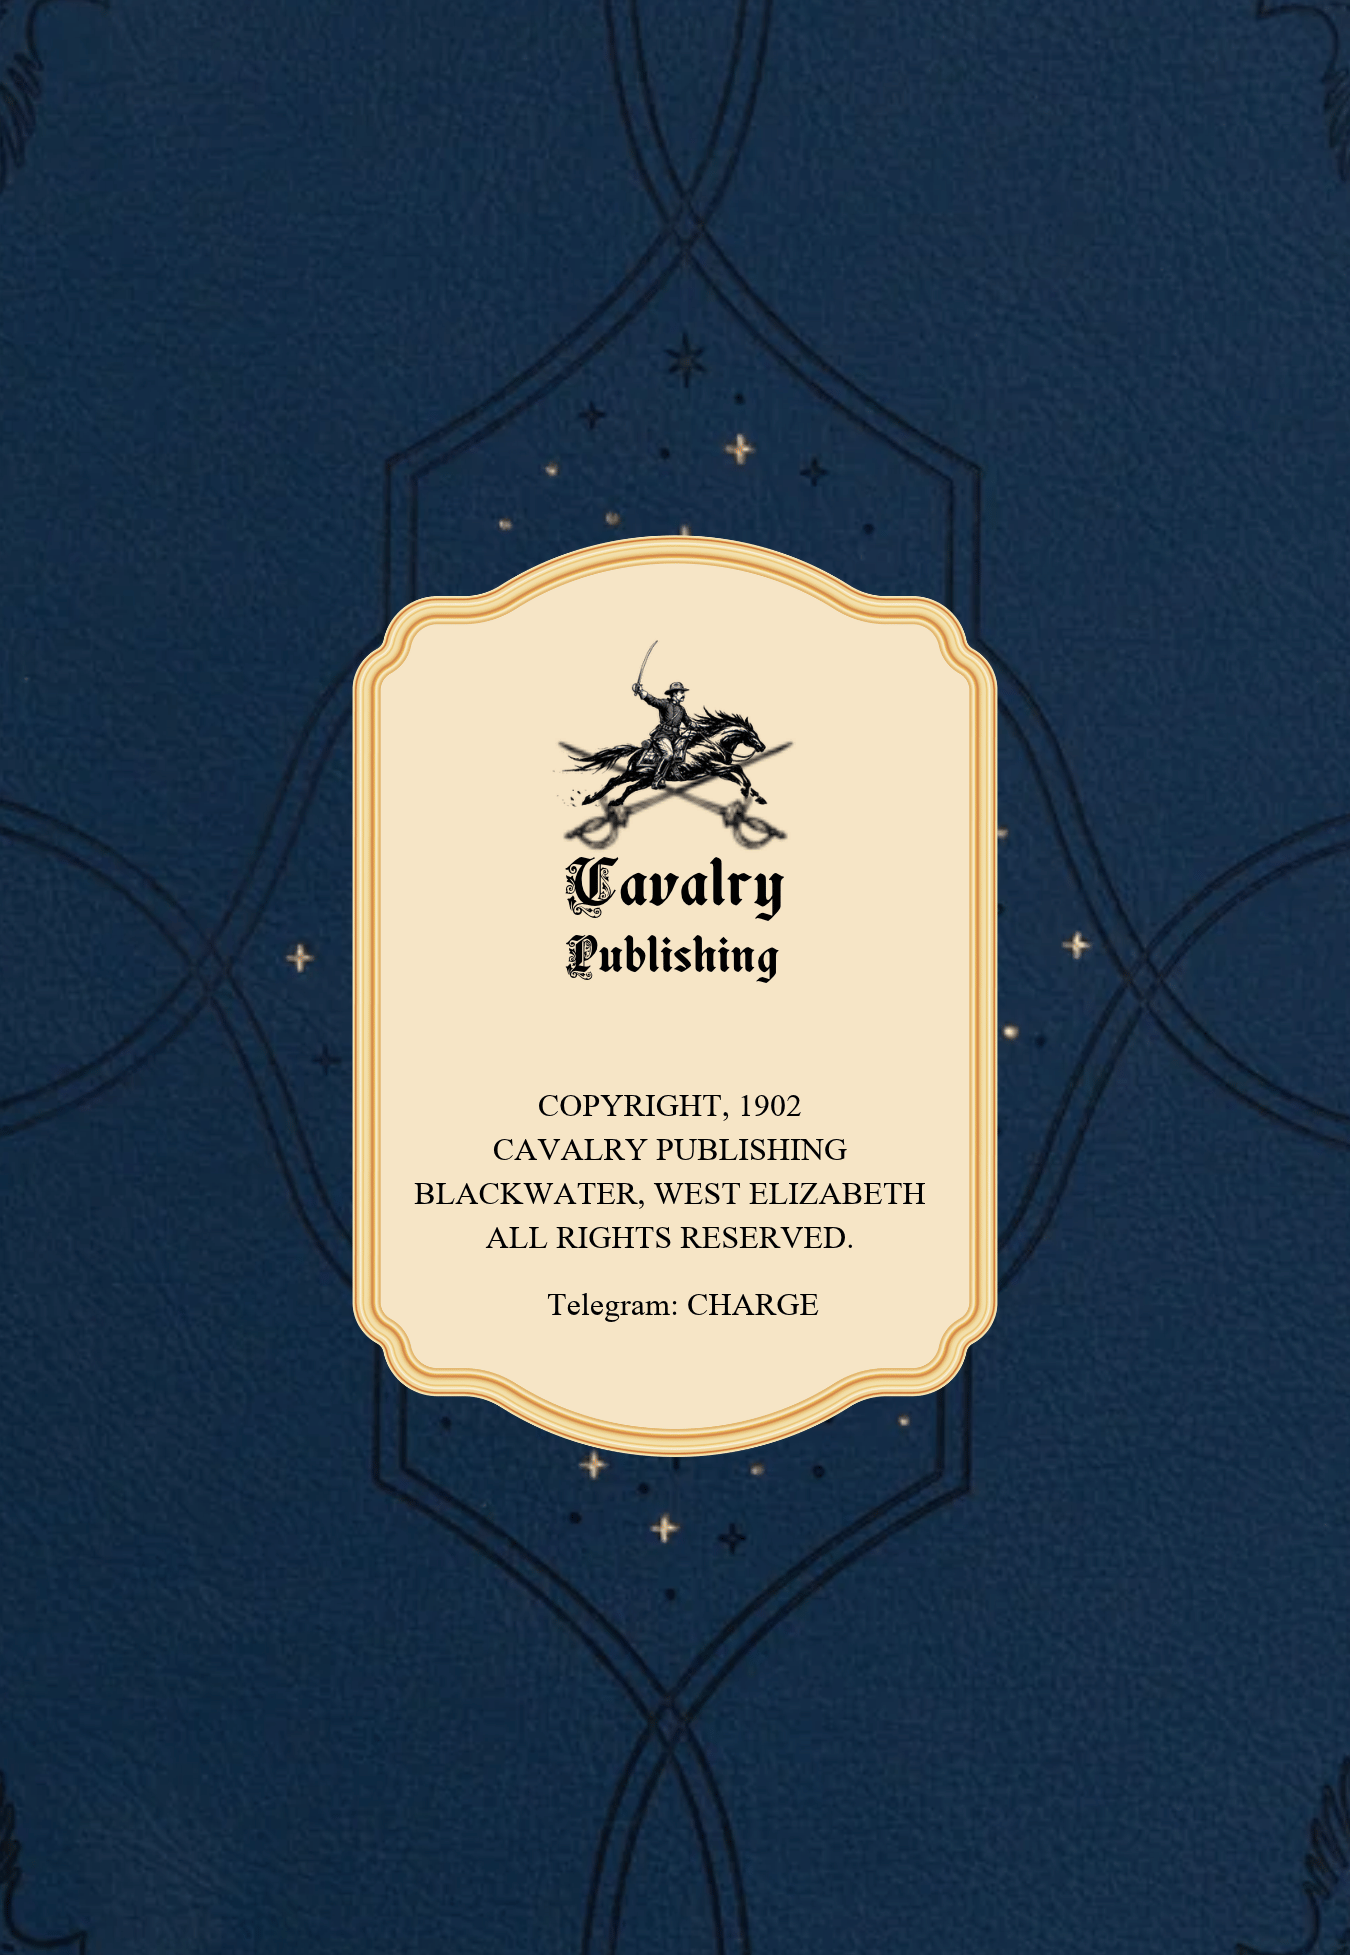 Cavalry
Publishing
COPYRIGHT, 1902
CAVALRY PUBLISHING
BLACKWATER, WEST ELIZABETH
ALL RIGHTS RESERVED.
Telegram: CHARGE